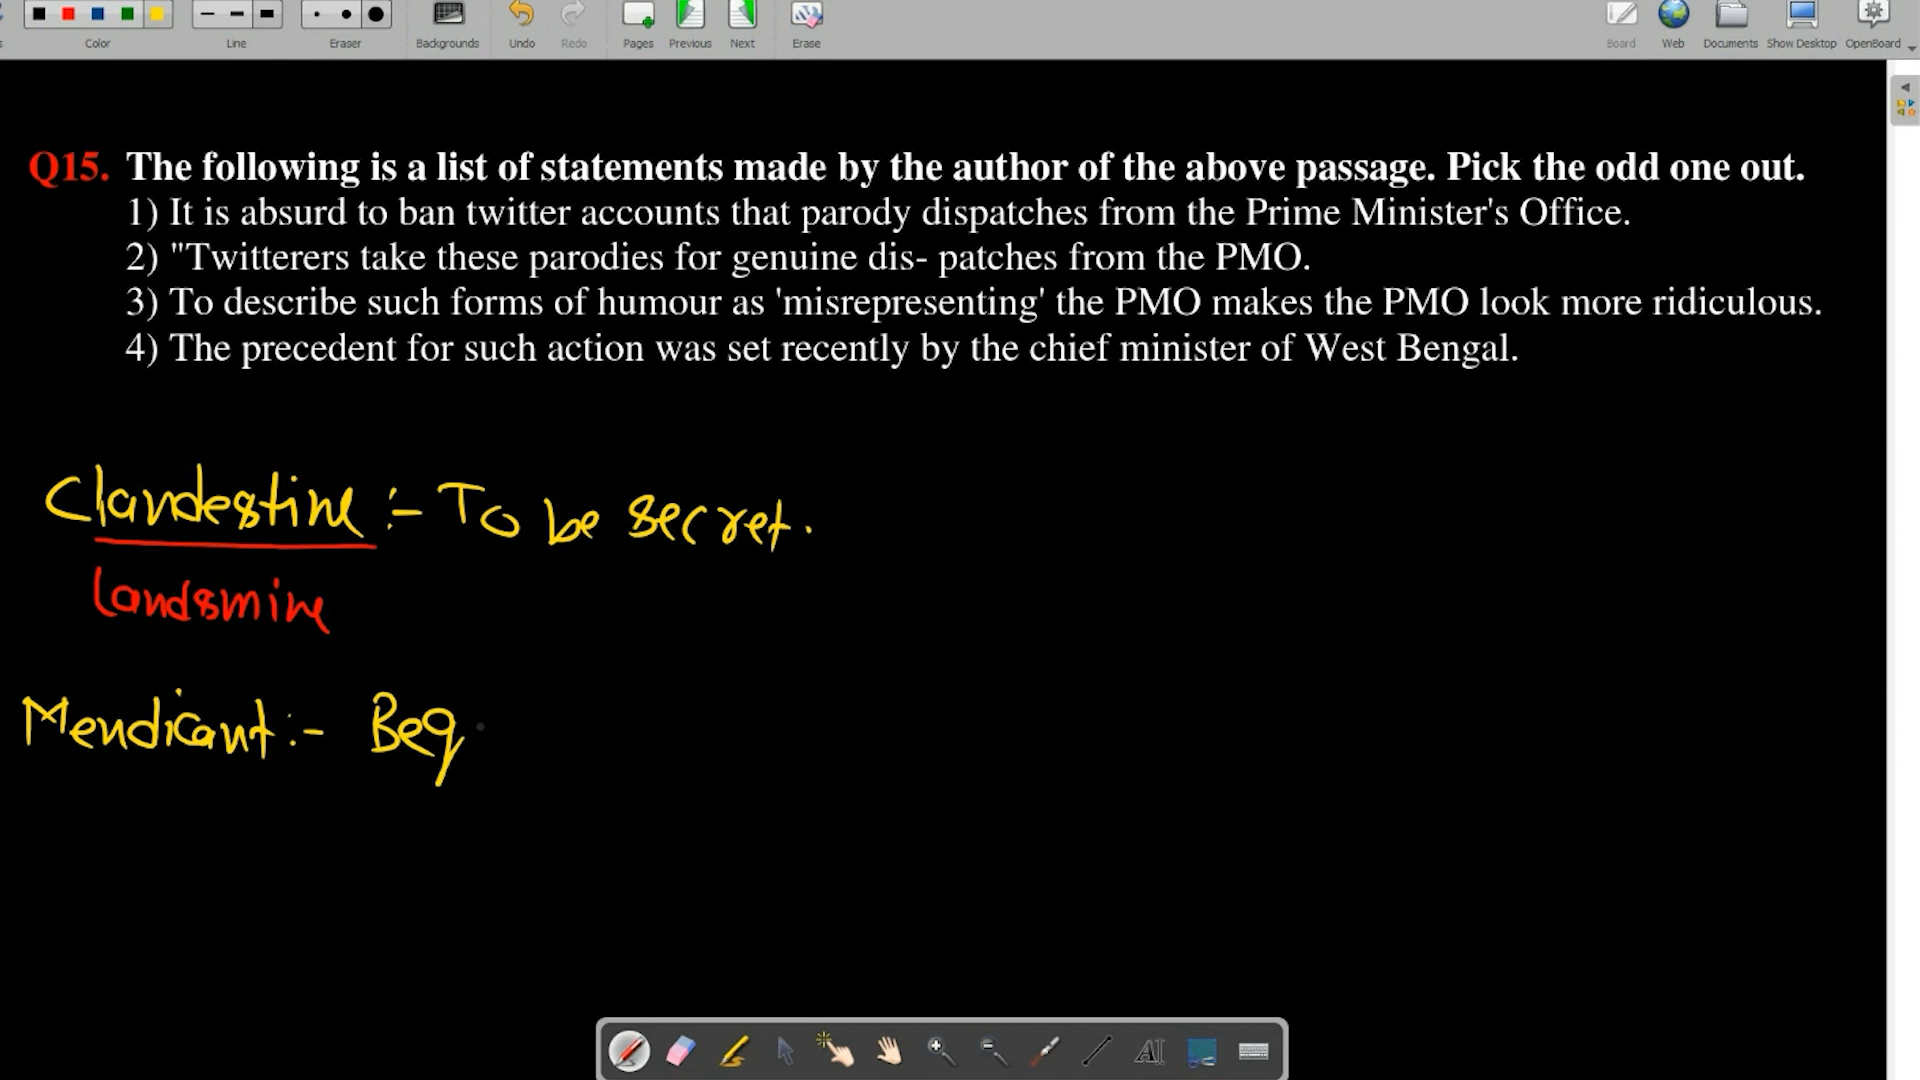 Color Line Eraser Backgrounds Undo Redo Pages Previous Next Erase Board Web Documents Show Desktop OpenBoard
Q15. The following is a list of statements made by the author of the above passage. Pick the odd one out.
1) It is absurd to ban twitter accounts that parody dispatches from the Prime Minister's Office.
2) "Twitterers take these parodies for genuine dis- patches from the PMO.
3) To describe such forms of humour as 'misrepresenting' the PMO makes the PMO look more ridiculous.
4) The precedent for such action was set recently by the chief minister of West Bengal.
Clandestine :- To be secret.
landsmine
Mendicant :- Beg
AI